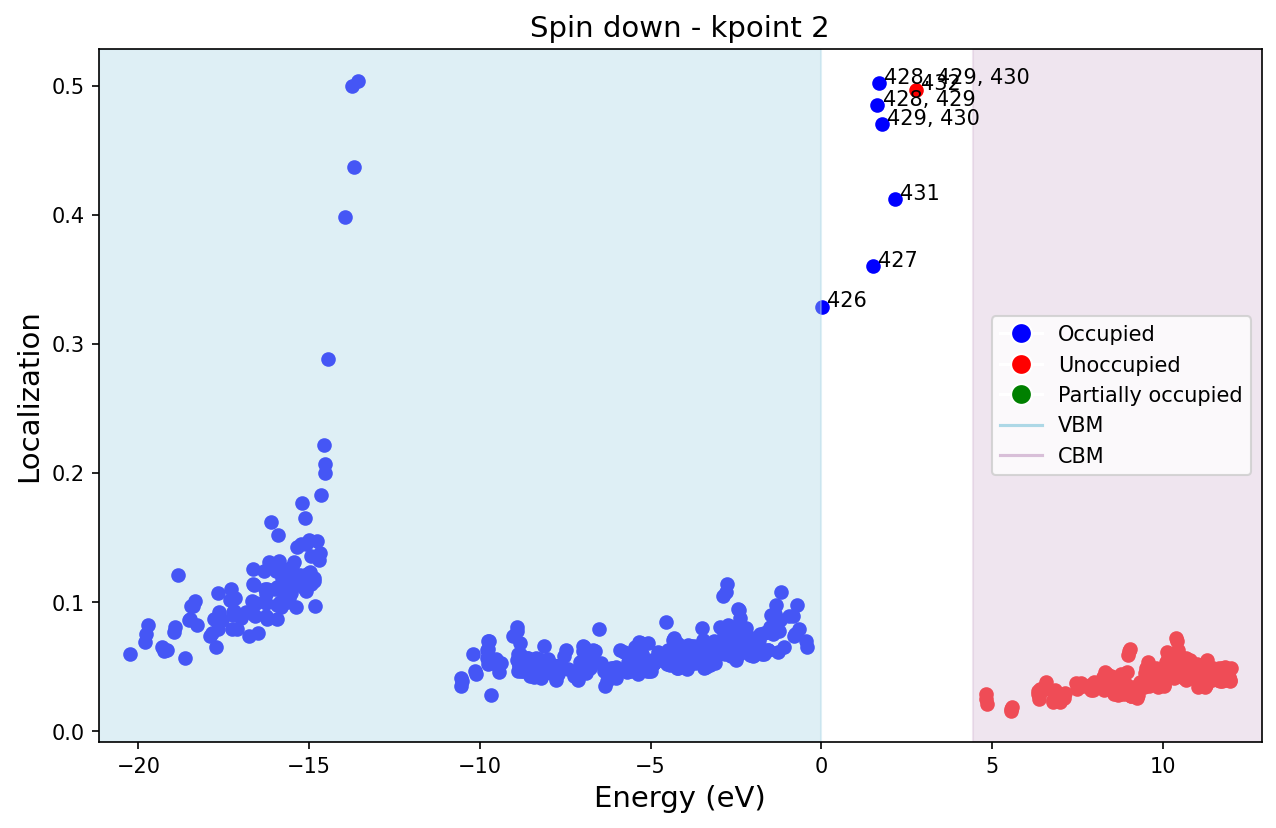 Spin down - kpoint 2
Localization
0.5
0.4
0.3
0.2
0.1
0.0
428, 429, 430
432
428, 429
429, 430
431
427
426
Occupied
Unoccupied
Partially occupied
VBM
CBM
−20
−15
−10
−5
0
5
10
Energy (eV)